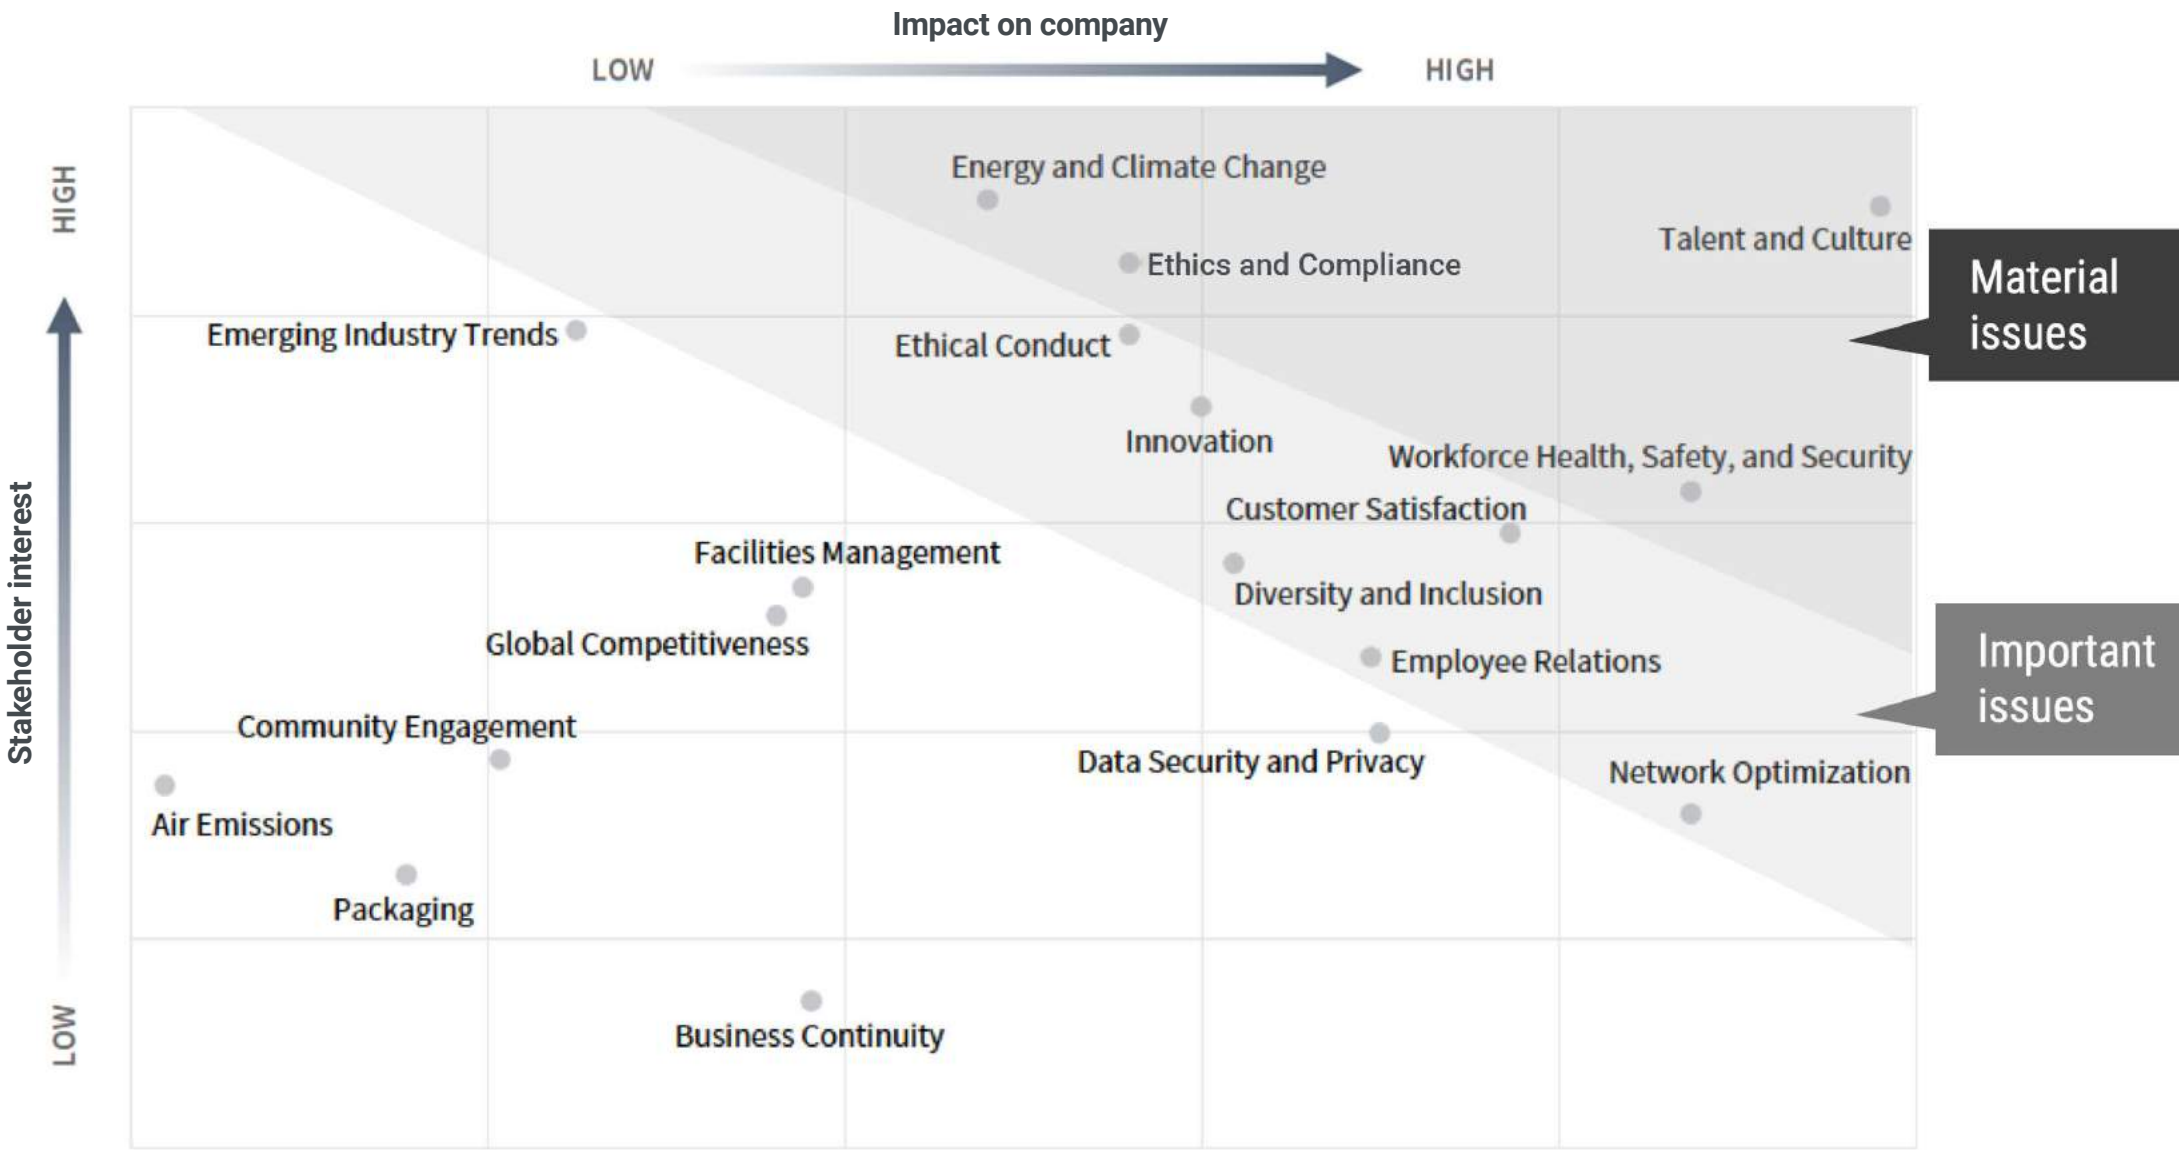 Impact on company
LOW
HIGH
HIGH
Stakeholder interest
LOW
Energy and Climate Change
Talent and Culture
Ethics and Compliance
Material
issues
Emerging Industry Trends
Ethical Conduct
Innovation
Workforce Health, Safety, and Security
Customer Satisfaction
Facilities Management
Diversity and Inclusion
Global Competitiveness
Employee Relations
Important
issues
Community Engagement
Data Security and Privacy
Network Optimization
Air Emissions
Packaging
Business Continuity